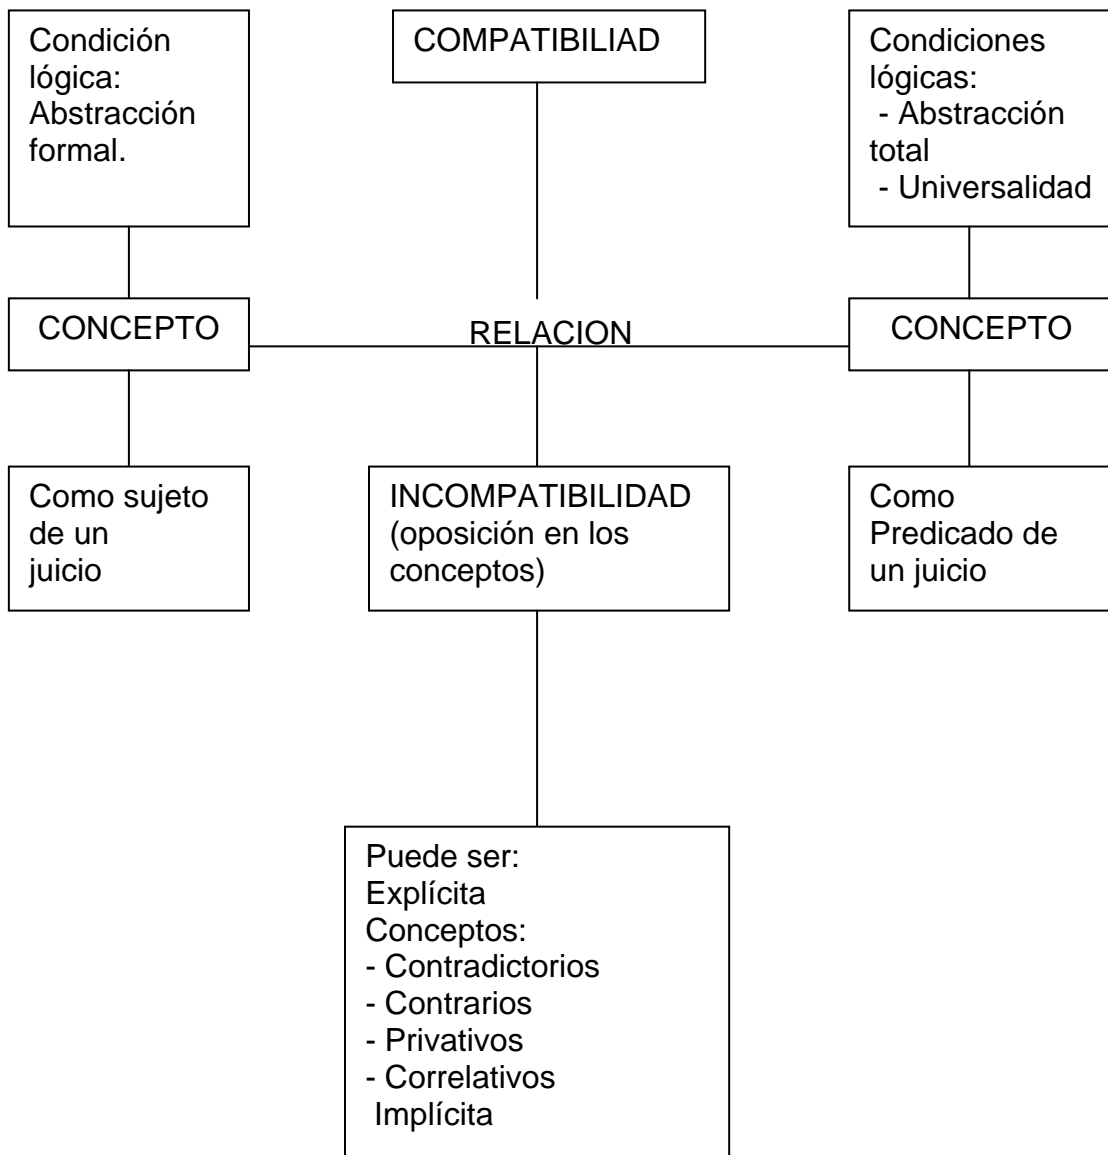 Condición
lógica:
Abstracción
formal.
COMPATIBILIAD
Condiciones
lógicas:
- Abstracción
total
- Universalidad
CONCEPTO
RELACION
CONCEPTO
Como sujeto
de un
juicio
INCOMPATIBILIDAD
(oposición en los
conceptos)
Como
Predicado de
un juicio
Puede ser:
Explícita
Conceptos:
- Contradictorios
- Contrarios
- Privativos
- Correlativos
Implícita